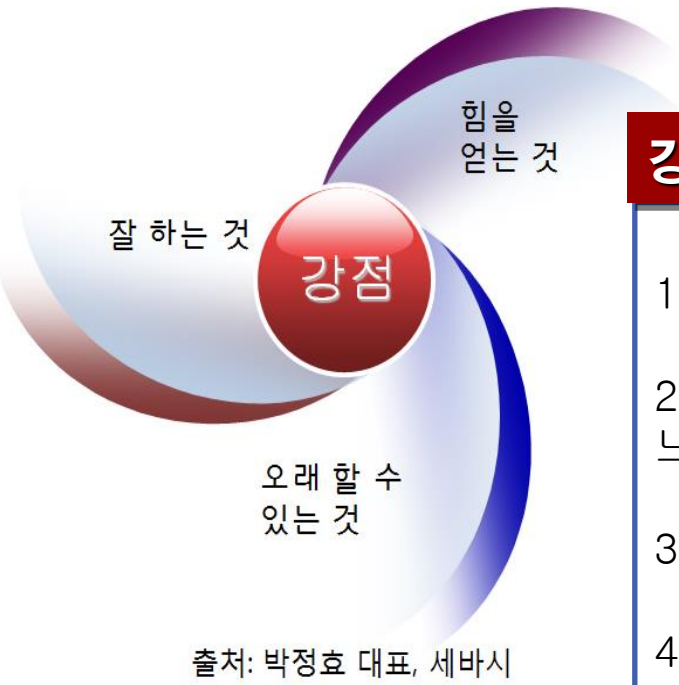 힘을
얻는 것
잘 하는 것
강점
오래 할 수
있는 것
출처: 박정효 대표, 세바시
1
2
3
4